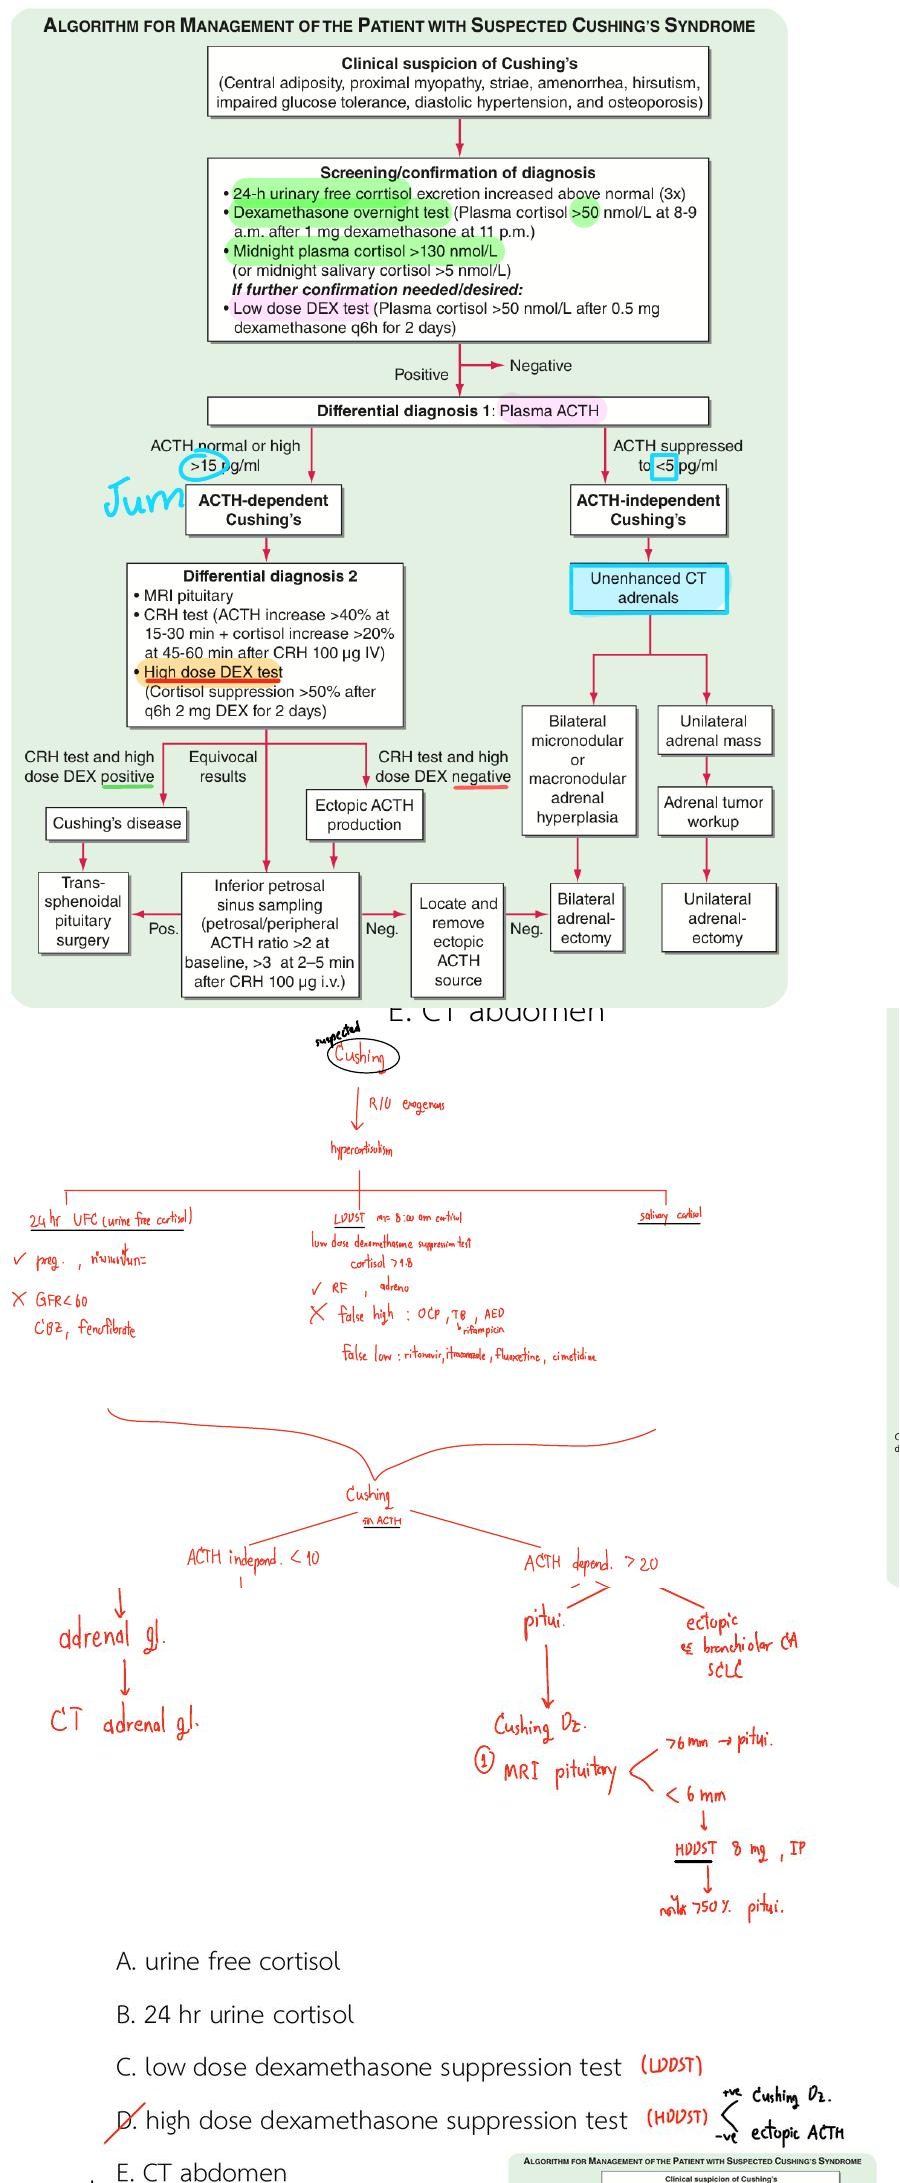 ALGORITHM FOR MANAGEMENT OF THE PATIENT WITH SUSPECTED CUSHING'S SYNDROME
Clinical suspicion of Cushing's
(Central adiposity, proximal myopathy, striae, amenorrhea, hirsutism,
impaired glucose tolerance, diastolic hypertension, and osteoporosis)
Screening/confirmation of diagnosis
• 24-h urinary free corrtisol excretion increased above normal (3x)
• Dexamethasone overnight test (Plasma cortisol >50 nmol/L at 8-9
a.m. after 1 mg dexamethasone at 11 p.m.)
• Midnight plasma cortisol >130 nmol/L
(or midnight salivary cortisol >5 nmol/L)
If further confirmation needed/desired:
• Low dose DEX test (Plasma cortisol >50 nmol/L after 0.5 mg
dexamethasone q6h for 2 days)
Positive
Negative
Differential diagnosis 1: Plasma ACTH
ACTH normal or high
>15 pg/ml
ACTH suppressed
to <5 pg/ml
ACTH-dependent
Cushing's
ACTH-independent
Cushing's
Differential diagnosis 2
• MRI pituitary
• CRH test (ACTH increase >40% at
15-30 min + cortisol increase >20%
at 45-60 min after CRH 100 µg IV)
• High dose DEX test
(Cortisol suppression >50% after
q6h 2 mg DEX for 2 days)
Unenhanced CT
adrenals
CRH test and high
dose DEX positive
Equivocal
results
CRH test and high
dose DEX negative
Cushing's disease
Ectopic ACTH
production
Bilateral
micronodular
or
macronodular
adrenal
hyperplasia
Unilateral
adrenal mass
Adrenal tumor
workup
Trans-
sphenoidal
pituitary
surgery
Pos.
Inferior petrosal
sinus sampling
(petrosal/peripheral
ACTH ratio >2 at
baseline, >3 at 2–5 min
after CRH 100 µg i.v.)
Neg.
Locate and
remove
ectopic
ACTH
source
Neg.
Bilateral
adrenal-
ectomy
Unilateral
adrenal-
ectomy
E. CT abdomen
suspected
Cushing
R/O exogenous
hypercortisolism
24 hr UFC (urine free cortisol)
✓ preg.,
X GFR<60
CBZ, fenofibrate
LDDST 8:00 am cortisol
low dose dexamethasone suppression test
cortisol >1.8
✓ RF, adreno
X false high : OCP, TB, AED
rifampicin
false low : ritonavir, itraconazole, fluoxetine, cimetidine
salivary cortisol
Cushing
ACTH
ACTH independ. < 10
ACTH depend. > 20
adrenal gl.
CT adrenal gl.
pitui.
ectopic
branchiolar CA
SCLC
Cushing Dz.
① MRI pituitary
>6 mm → pitui.
< 6 mm
HDDST 8 mg, IP
>50% pitui.
A. urine free cortisol
B. 24 hr urine cortisol
C. low dose dexamethasone suppression test (LDDST)
D. high dose dexamethasone suppression test (HDDST)
+ve Cushing Dz.
-ve ectopic ACTH
E. CT abdomen
ALGORITHM FOR MANAGEMENT OF THE PATIENT WITH SUSPECTED CUSHING'S SYNDROME
Clinical suspicion of Cushing's